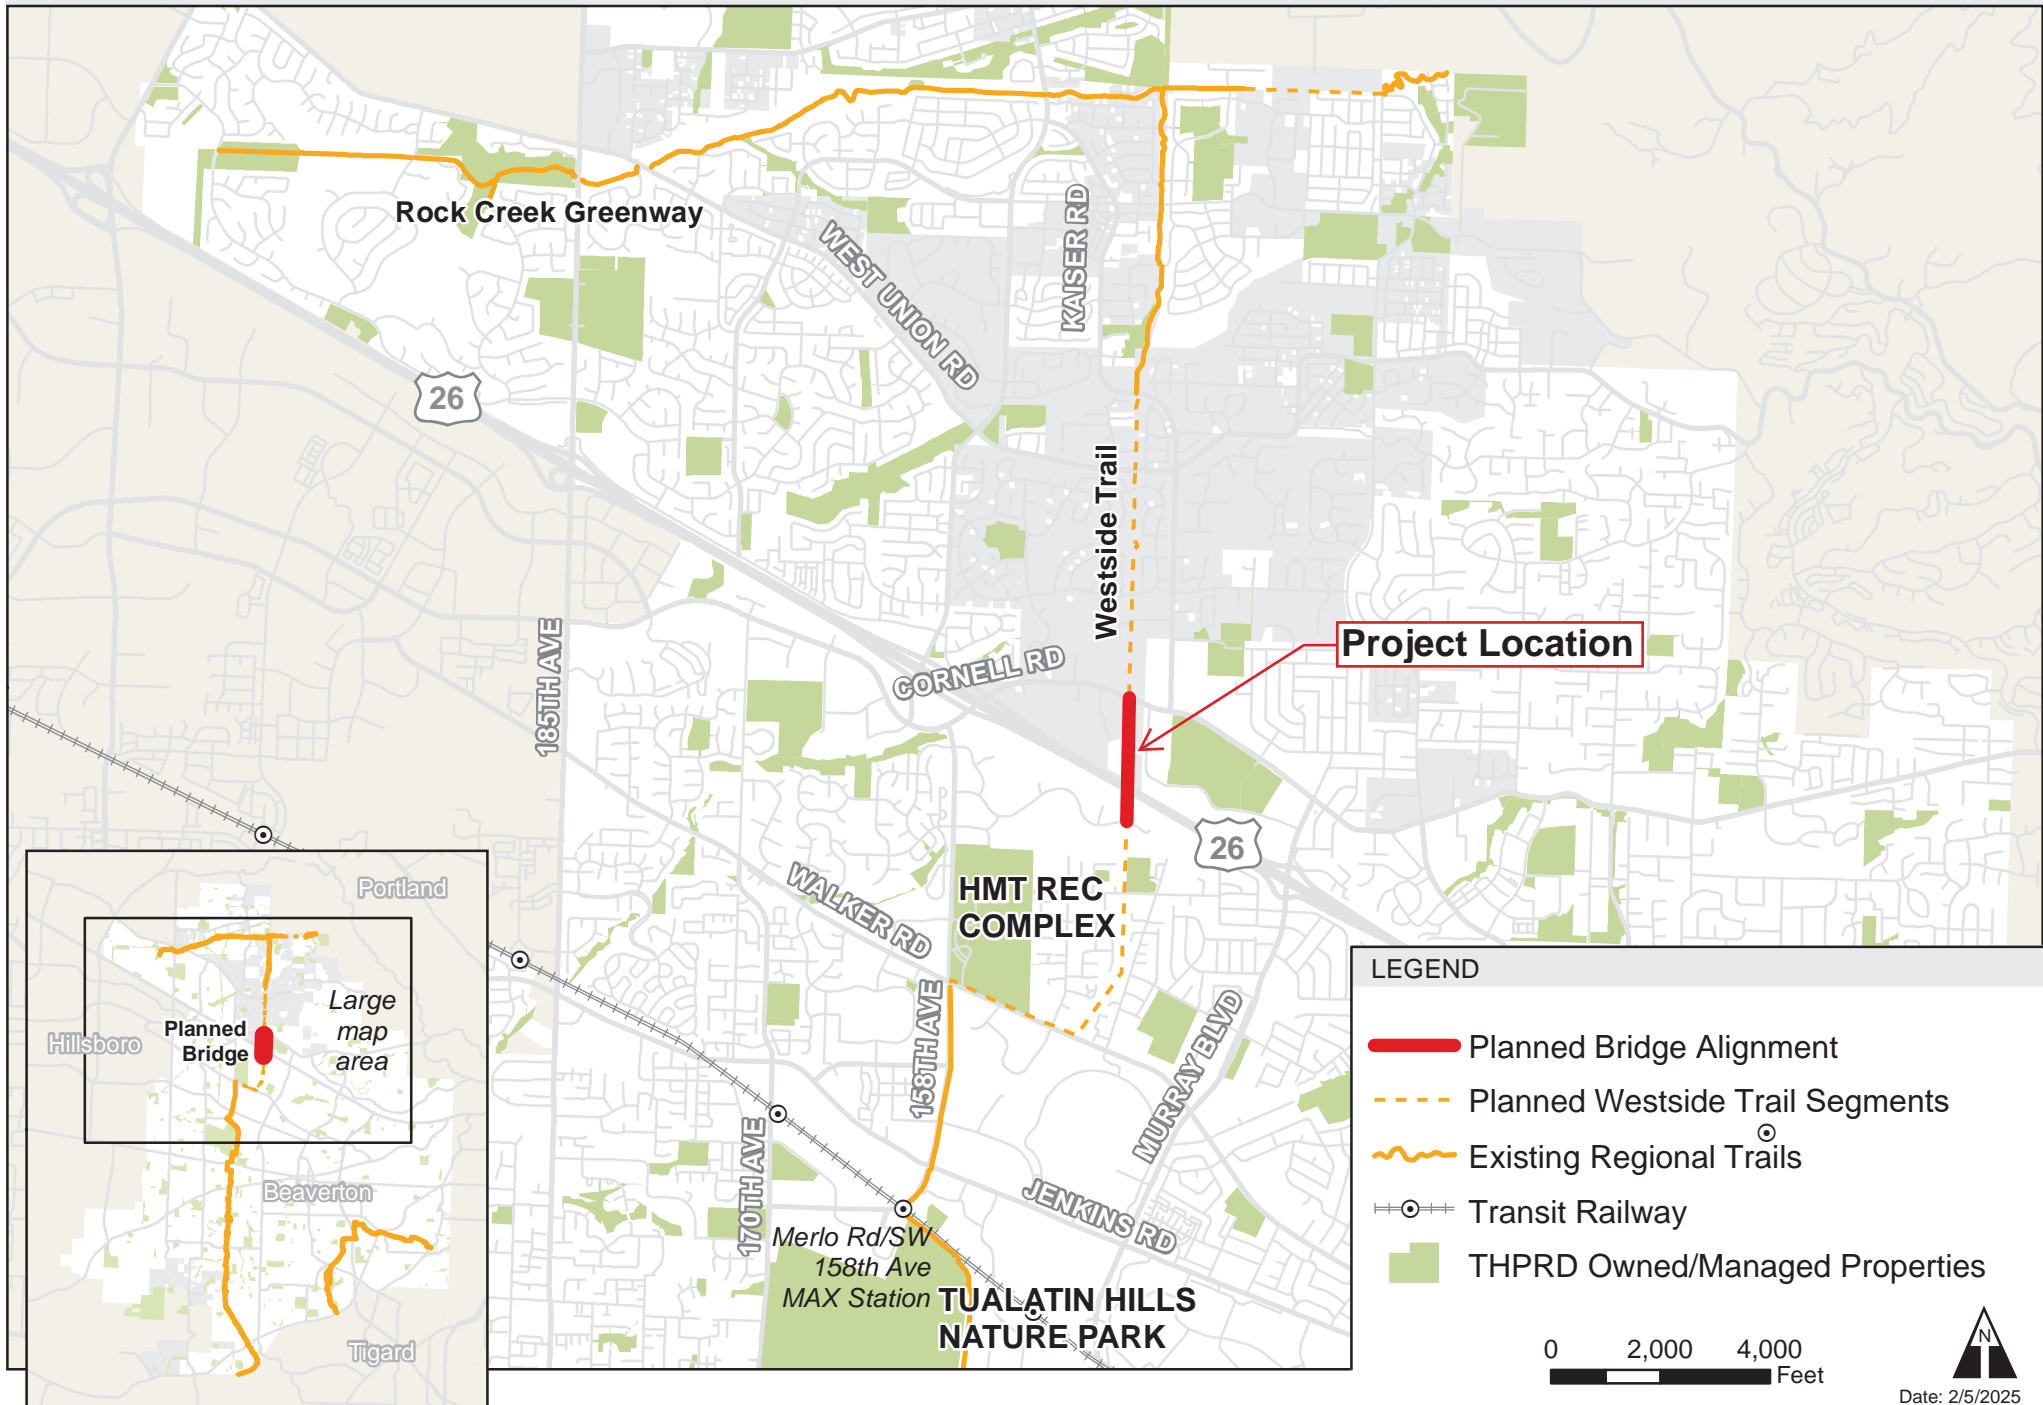 Rock Creek Greenway
WEST UNION RD
KAISER RD
26
Westside Trail
Project Location
CORNELL RD
185TH AVE
26
HMT REC
COMPLEX
WALKER RD
158TH AVE
MURRAY BLVD
170TH AVE
JENKINS RD
Merlo Rd/SW
158th Ave
MAX Station
TUALATIN HILLS
NATURE PARK
Portland
Large
map
area
Planned
Bridge
Hillsboro
Beaverton
Tigard
LEGEND
Planned Bridge Alignment
Planned Westside Trail Segments
Existing Regional Trails
Transit Railway
THPRD Owned/Managed Properties
0 2,000 4,000
Feet
N
Date: 2/5/2025